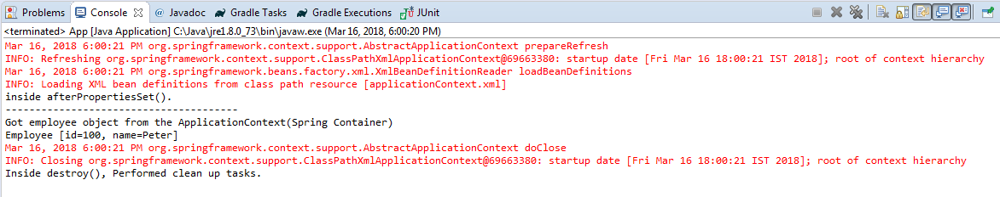 Problems Console Javadoc Gradle Tasks Gradle Executions JUnit
<terminated> App [Java Application] C:\Java\jre1.8.0_73\bin\javaw.exe (Mar 16, 2018, 6:00:20 PM)
Mar 16, 2018 6:00:21 PM org.springframework.context.support.AbstractApplicationContext prepareRefresh
INFO: Refreshing org.springframework.context.support.ClassPathXmlApplicationContext@69663380: startup date [Fri Mar 16 18:00:21 IST 2018]; root of context hierarchy
Mar 16, 2018 6:00:21 PM org.springframework.beans.factory.xml.XmlBeanDefinitionReader loadBeanDefinitions
INFO: Loading XML bean definitions from class path resource [applicationContext.xml]
inside afterPropertiesSet().
---------------------------------------
Got employee object from the ApplicationContext(Spring Container)
Employee [id=100, name=Peter]
Mar 16, 2018 6:00:21 PM org.springframework.context.support.AbstractApplicationContext doClose
INFO: Closing org.springframework.context.support.ClassPathXmlApplicationContext@69663380: startup date [Fri Mar 16 18:00:21 IST 2018]; root of context hierarchy
Inside destroy(), Performed clean up tasks.